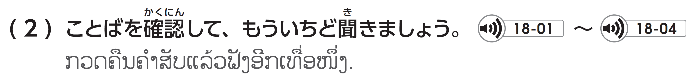 (2) ことばを確認して、もういちど聞きましょう。 18-01 ～ 18-04
ກວດຄືນຄຳສັບແລ້ວຟັງອີກເທື່ອໜຶ່ງ.